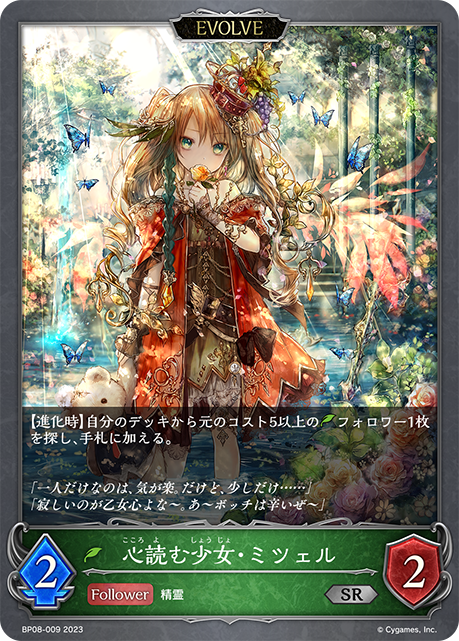 EVOLVE
【進化時】自分のデッキから元のコスト5以上のフォロワー1枚
を探し、手札に加える。
「一人だけなのは、気が楽。だけど、少しだけ……」
「寂しいのが乙女心よな~。あ~ボッチは辛いぜ~」
こころ よ しょう じょ
心読む少女・ミツェル
2
Follower 精霊
SR
2
BP08-009 2023
© Cygames, Inc.